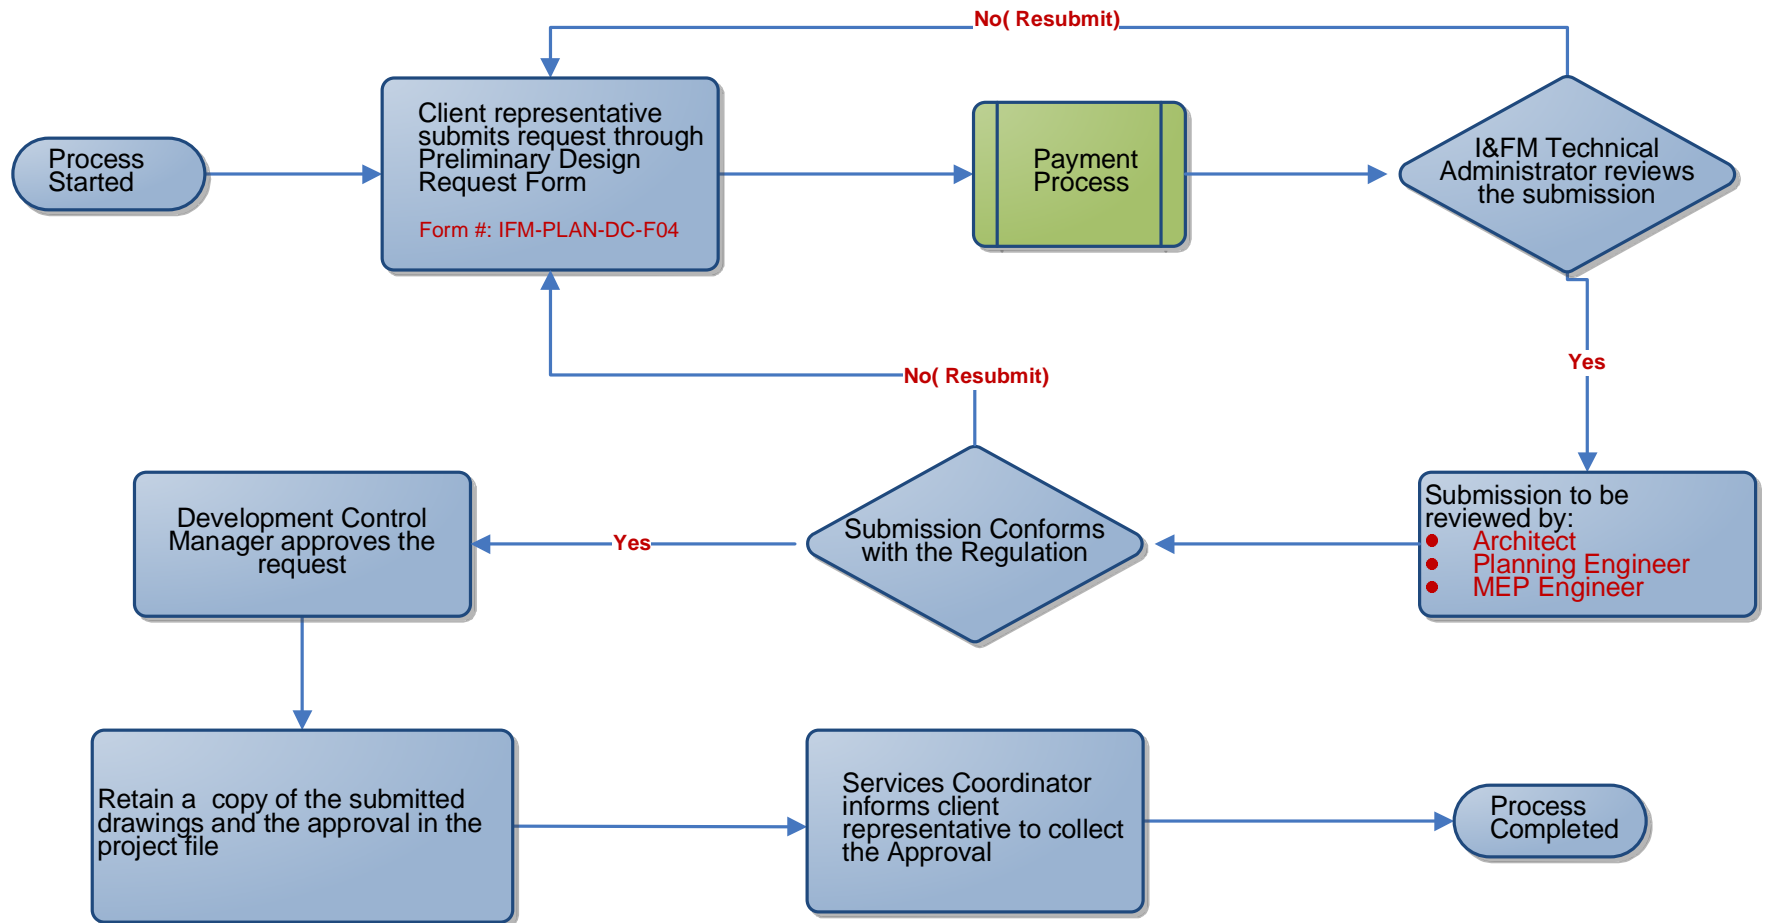 No( Resubmit)
Process
Started
Client representative
submits request through
Preliminary Design
Request Form
Form #: IFM-PLAN-DC-F04
Payment
Process
I&FM Technical
Administrator reviews
the submission
Yes
No( Resubmit)
Submission to be
reviewed by:
● Architect
● Planning Engineer
● MEP Engineer
Submission Conforms
with the Regulation
Yes
Development Control
Manager approves the
request
Retain a  copy of the submitted
drawings and the approval in the
project file
Services Coordinator
informs client
representative to collect
the Approval
Process
Completed